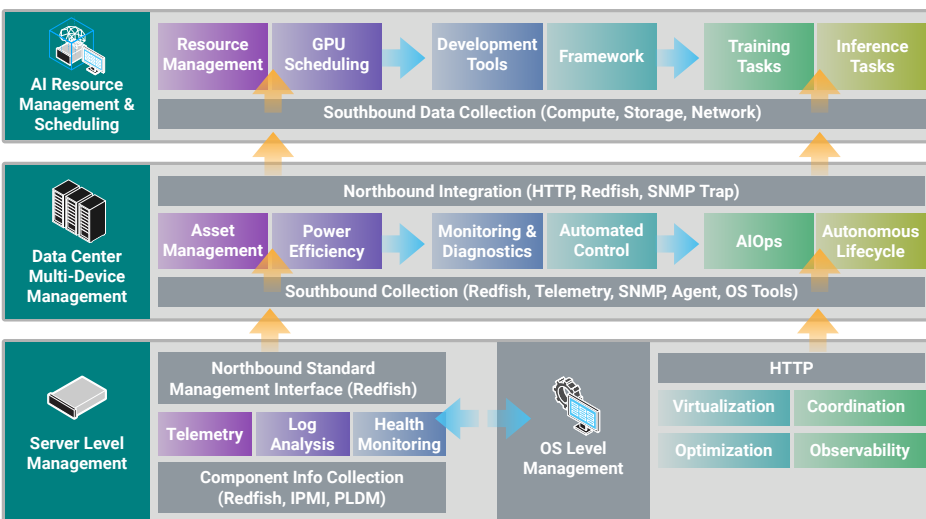 AI Resource
Management &
Scheduling
Resource
Management
GPU
Scheduling
Development
Tools
Framework
Training
Tasks
Inference
Tasks
Southbound Data Collection (Compute, Storage, Network)
Data Center
Multi-Device
Management
Northbound Integration (HTTP, Redfish, SNMP Trap)
Asset
Management
Power
Efficiency
Monitoring &
Diagnostics
Automated
Control
AIOps
Autonomous
Lifecycle
Southbound Collection (Redfish, Telemetry, SNMP, Agent, OS Tools)
Server Level
Management
Northbound Standard
Management Interface (Redfish)
Telemetry
Log
Analysis
Health
Monitoring
Component Info Collection
(Redfish, IPMI, PLDM)
OS Level
Management
HTTP
Virtualization
Coordination
Optimization
Observability